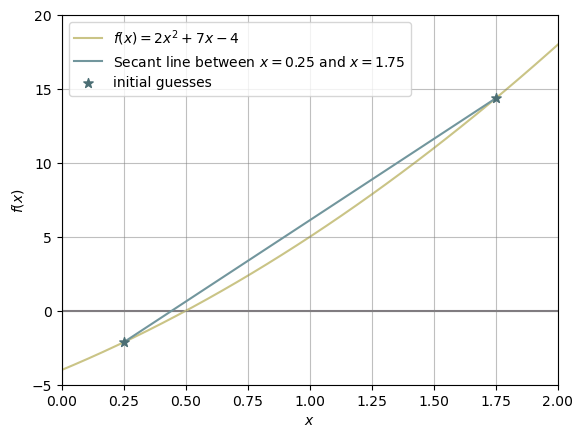 f(x) = 2x² + 7x − 4
Secant line between x = 0.25 and x = 1.75
initial guesses
20
15
10
5
0
−5
f(x)
0.00 0.25 0.50 0.75 1.00 1.25 1.50 1.75 2.00
x